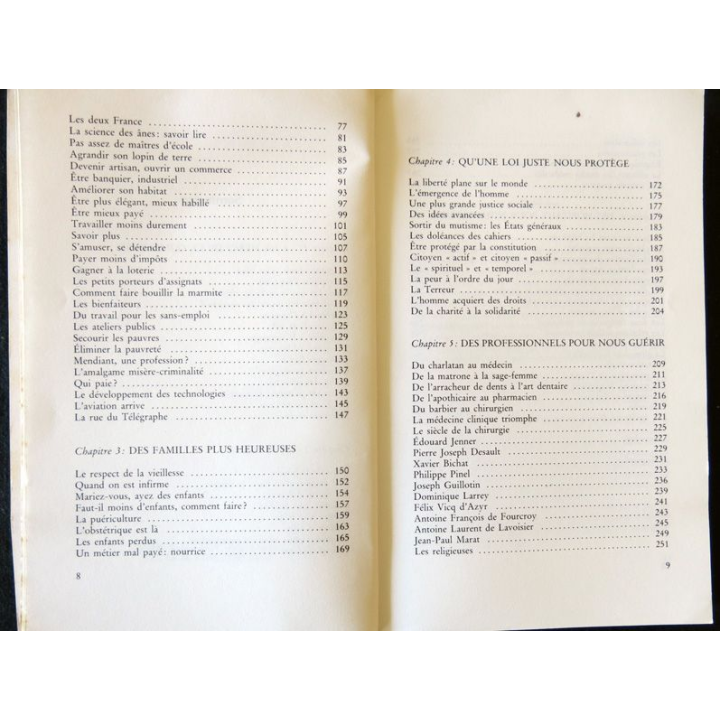 Les deux France ........ 77
La science des ânes: savoir lire ........ 81
Pas assez de maîtres d'école ........ 83
Agrandir son lopin de terre ........ 85
Devenir artisan, ouvrir un commerce ........ 87
Être banquier, industriel ........ 91
Améliorer son habitat ........ 93
Être plus élégant, mieux habillé ........ 97
Être mieux payé ........ 99
Travailler moins durement ........ 101
Savoir plus ........ 105
S'amuser, se détendre ........ 107
Payer moins d'impôts ........ 110
Gagner à la loterie ........ 113
Les petits porteurs d'assignats ........ 115
Comment faire bouillir la marmite ........ 117
Les bienfaiteurs ........ 119
Du travail pour les sans-emploi ........ 123
Les ateliers publics ........ 125
Secourir les pauvres ........ 129
Éliminer la pauvreté ........ 131
Mendiant, une profession? ........ 133
L'amalgame misère-criminalité ........ 137
Qui paie? ........ 139
Le développement des technologies ........ 143
L'aviation arrive ........ 145
La rue du Télégraphe ........ 147
Chapitre 3: DES FAMILLES PLUS HEUREUSES
Le respect de la vieillesse ........ 150
Quand on est infirme ........ 152
Mariez-vous, ayez des enfants ........ 154
Faut-il moins d'enfants, comment faire? ........ 157
La puériculture ........ 159
L'obstétrique est là ........ 163
Les enfants perdus ........ 165
Un métier mal payé: nourrice ........ 169
8
Chapitre 4: QU'UNE LOI JUSTE NOUS PROTÈGE
La liberté plane sur le monde ........ 172
L'émergence de l'homme ........ 175
Une plus grande justice sociale ........ 177
Des idées avancées ........ 179
Sortir du mutisme: les États généraux ........ 183
Les doléances des cahiers ........ 185
Être protégé par la constitution ........ 187
Citoyen « actif » et citoyen « passif » ........ 190
Le « spirituel » et « temporel » ........ 193
La peur à l'ordre du jour ........ 197
La Terreur ........ 199
L'homme acquiert des droits ........ 201
De la charité à la solidarité ........ 204
Chapitre 5: DES PROFESSIONNELS POUR NOUS GUÉRIR
Du charlatan au médecin ........ 209
De la matrone à la sage-femme ........ 211
De l'arracheur de dents à l'art dentaire ........ 213
De l'apothicaire au pharmacien ........ 216
Du barbier au chirurgien ........ 219
La médecine clinique triomphe ........ 221
Le siècle de la chirurgie ........ 225
Édouard Jenner ........ 227
Pierre Joseph Desault ........ 229
Xavier Bichat ........ 231
Philippe Pinel ........ 233
Joseph Guillotin ........ 236
Dominique Larrey ........ 239
Félix Vicq d'Azyr ........ 241
Antoine François de Fourcroy ........ 243
Antoine Laurent de Lavoisier ........ 245
Jean-Paul Marat ........ 249
Les religieuses ........ 251
9